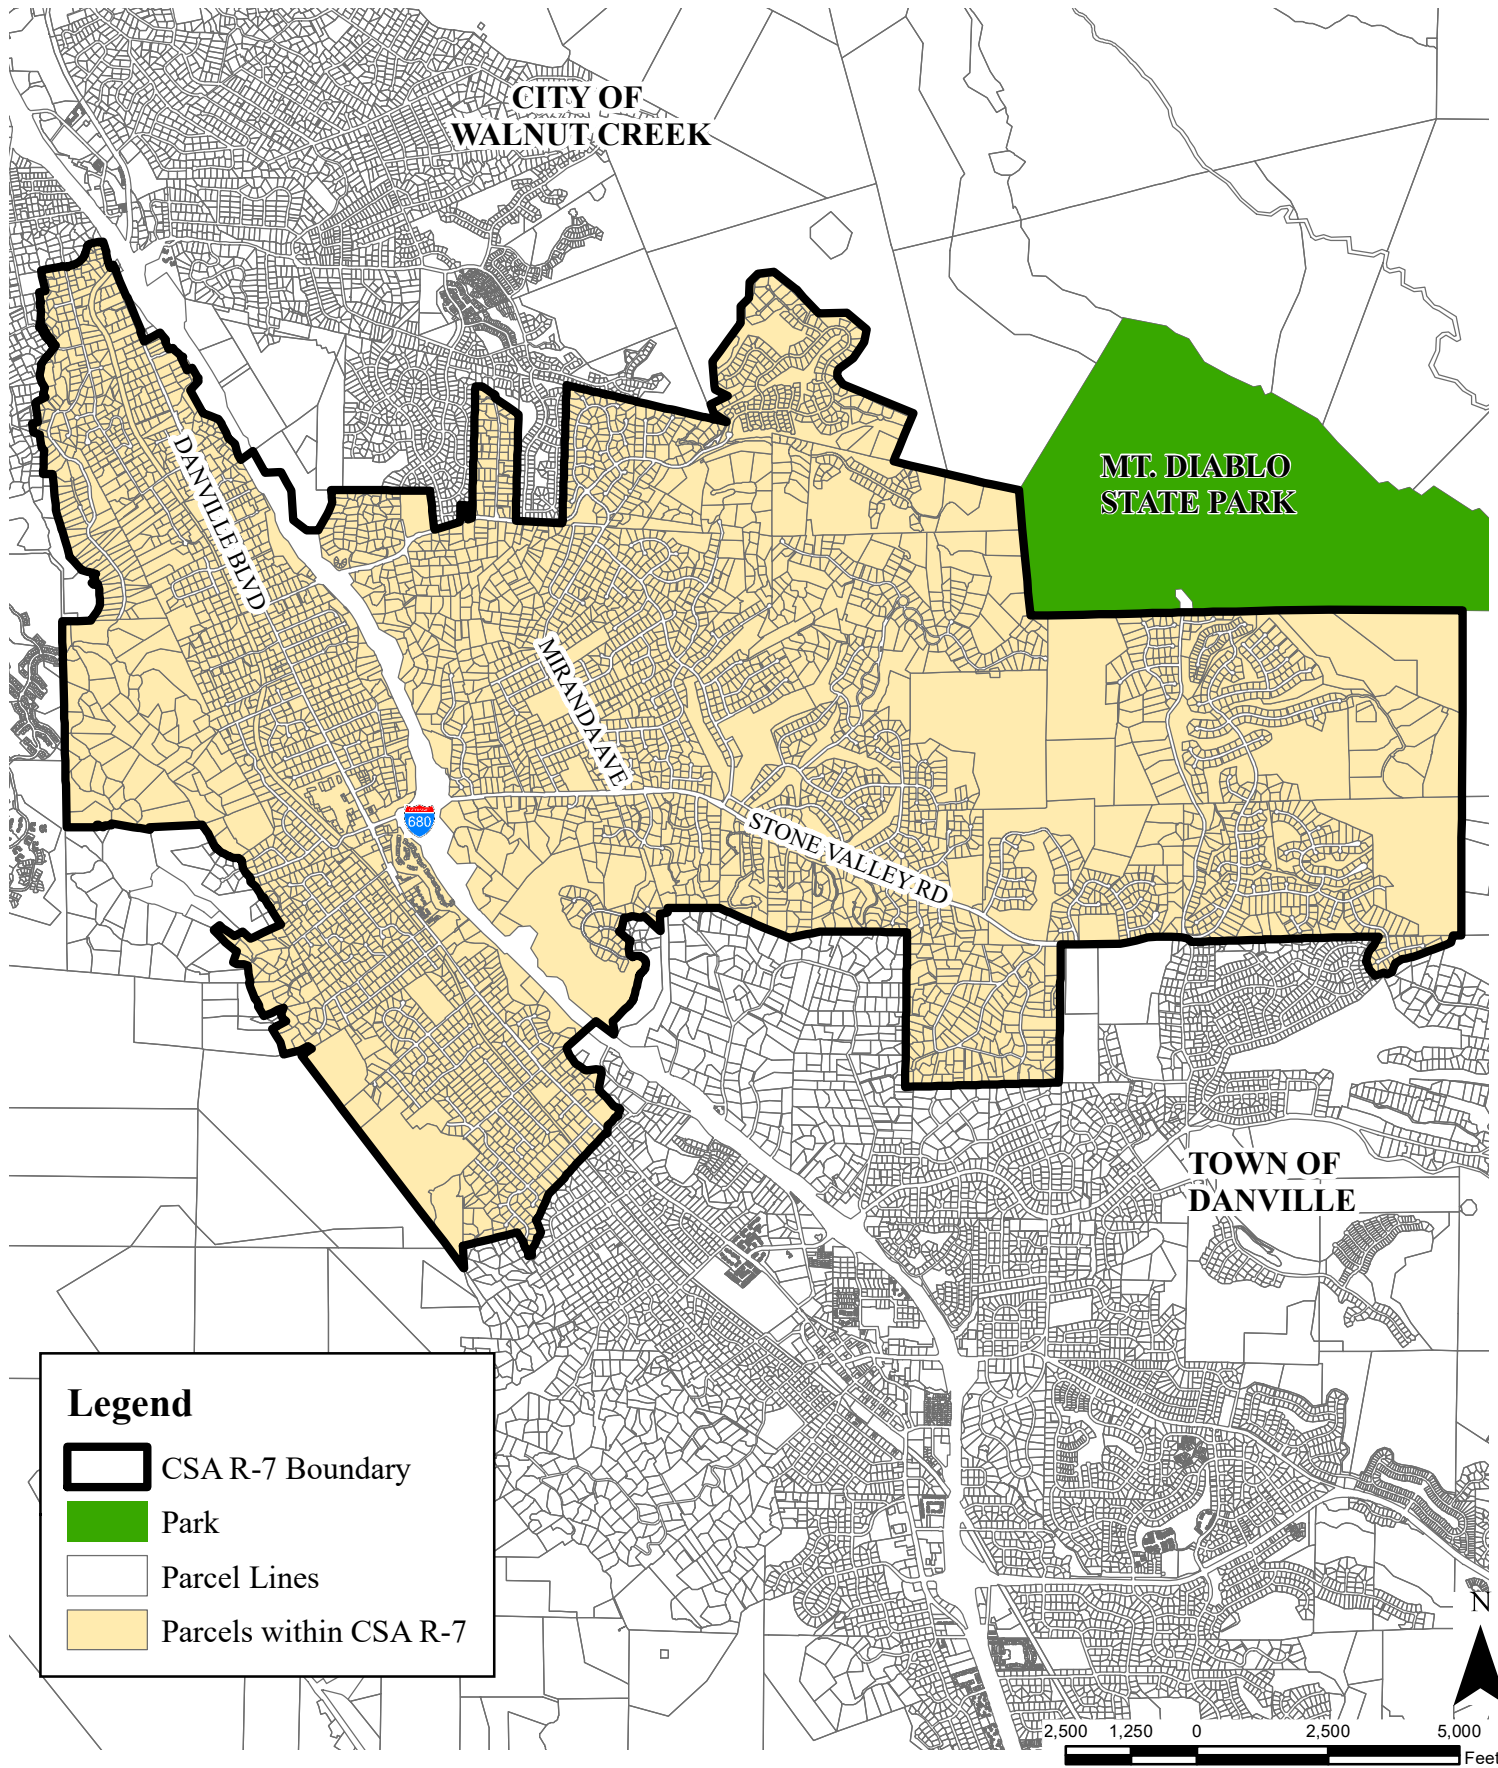 CITY OF
WALNUT CREEK
MT. DIABLO
STATE PARK
DANVILLE BLVD
MIRANDA AVE
680
STONE VALLEY RD
TOWN OF
DANVILLE
Legend
CSA R-7 Boundary
Park
Parcel Lines
Parcels within CSA R-7
N
2,500 1,250 0 2,500 5,000
Feet